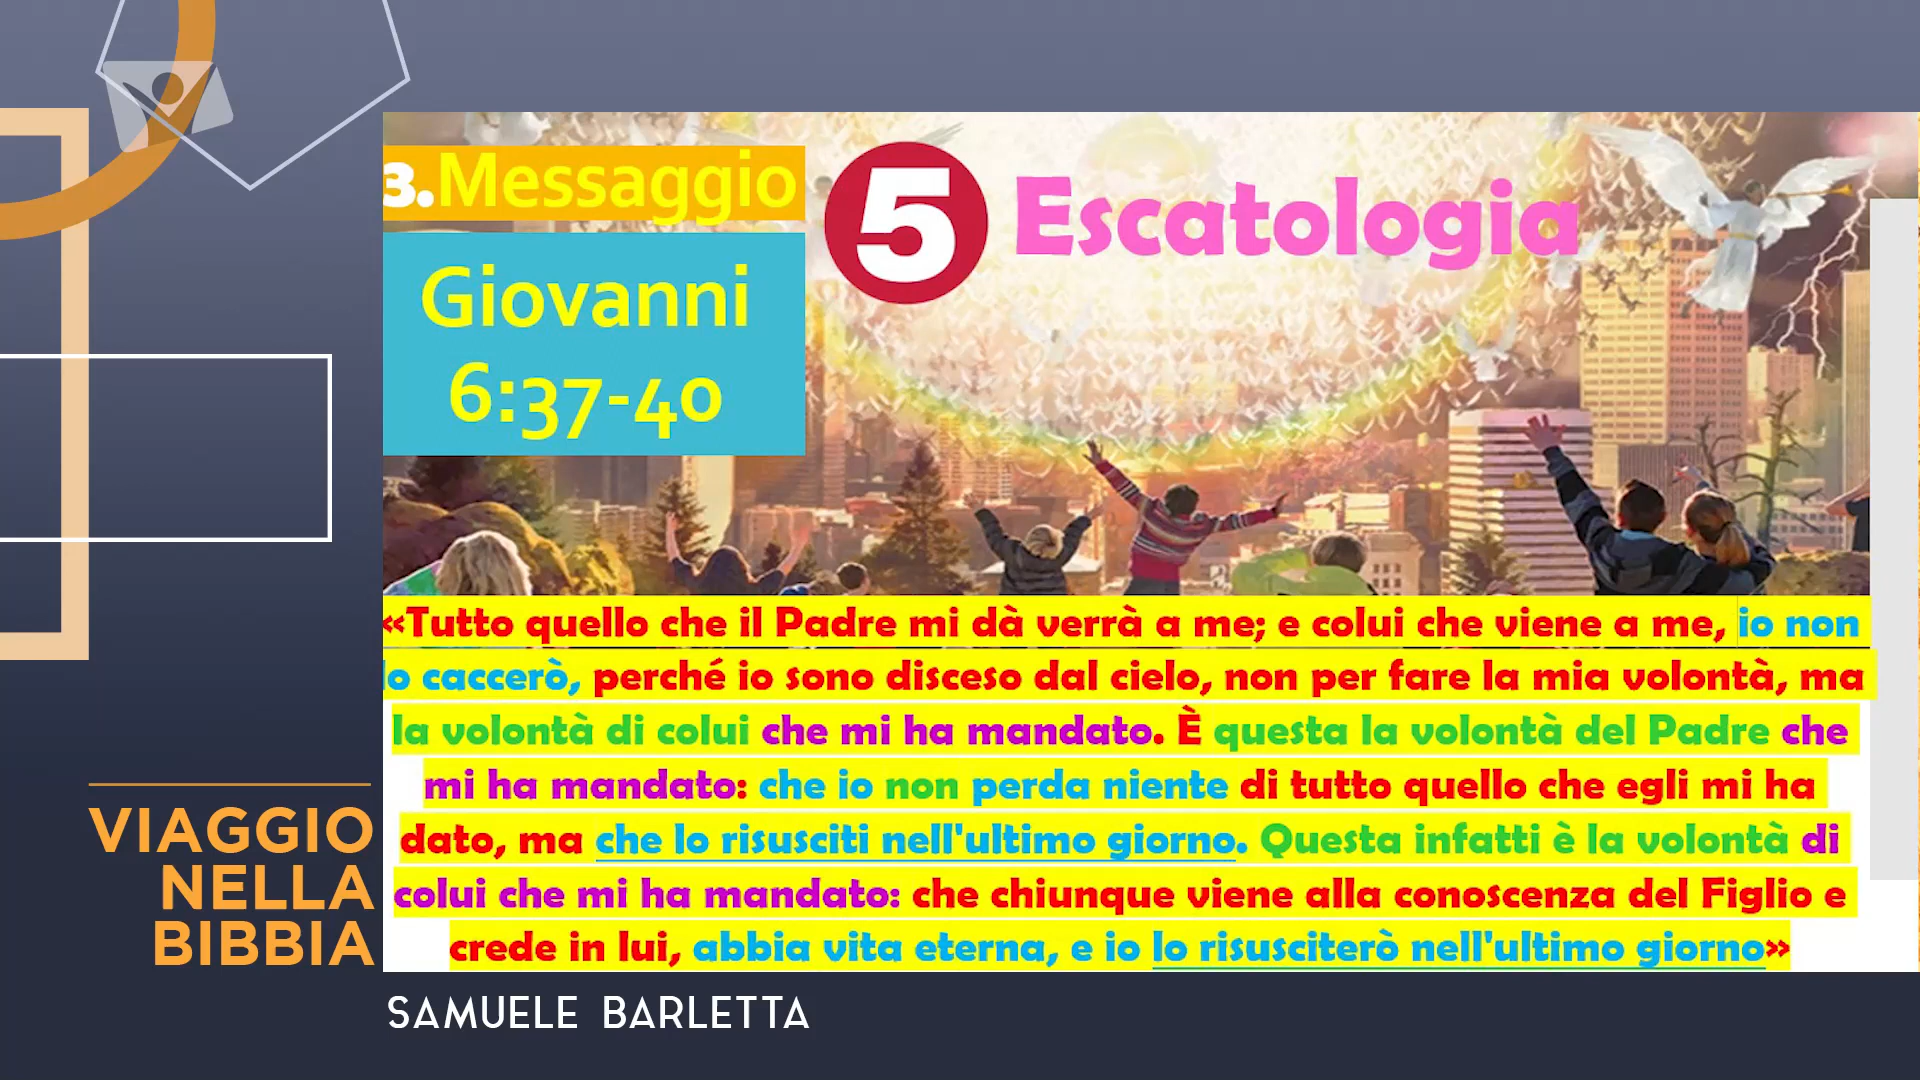 3.Messaggio
5 Escatologia
Giovanni
6:37-40
«Tutto quello che il Padre mi dà verrà a me; e colui che viene a me, io non
lo caccerò, perché io sono disceso dal cielo, non per fare la mia volontà, ma
la volontà di colui che mi ha mandato. È questa la volontà del Padre che
mi ha mandato: che io non perda niente di tutto quello che egli mi ha
dato, ma che lo risusciti nell'ultimo giorno. Questa infatti è la volontà di
colui che mi ha mandato: che chiunque viene alla conoscenza del Figlio e
crede in lui, abbia vita eterna, e io lo risusciterò nell'ultimo giorno»
VIAGGIO
NELLA
BIBBIA
SAMUELE BARLETTA